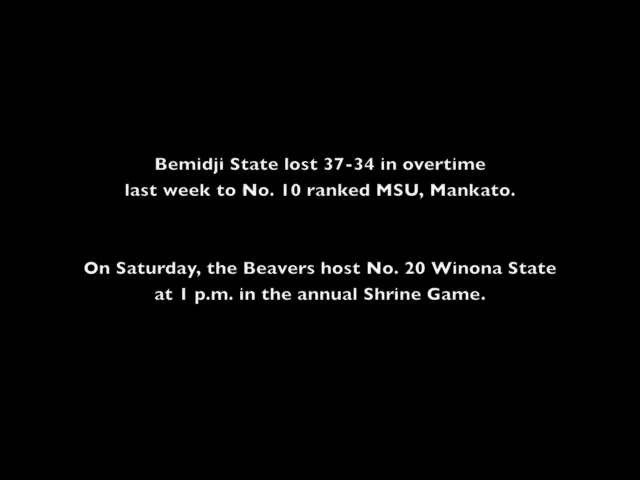 Bemidji State lost 37-34 in overtime
last week to No. 10 ranked MSU, Mankato.
On Saturday, the Beavers host No. 20 Winona State
at 1 p.m. in the annual Shrine Game.